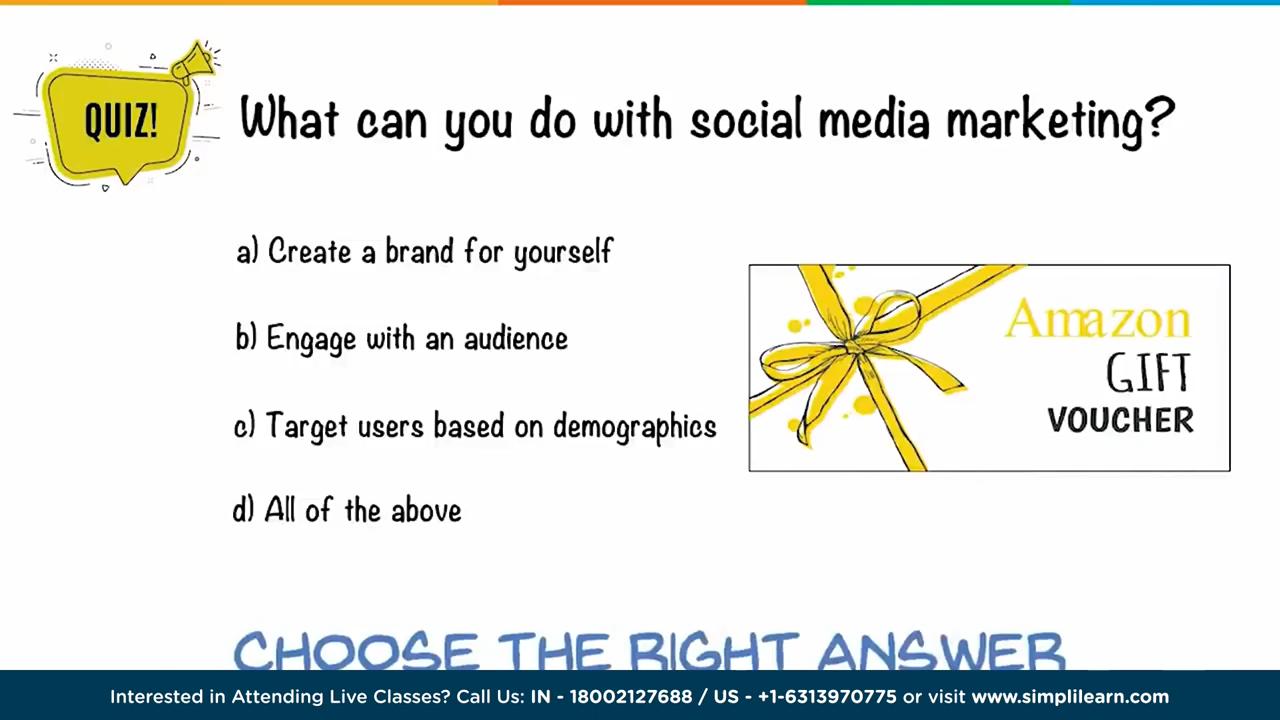 QUIZ!
What can you do with social media marketing?
a) Create a brand for yourself
b) Engage with an audience
c) Target users based on demographics
d) All of the above
Amazon
GIFT
VOUCHER
CHOOSE THE RIGHT ANSWER
Interested in Attending Live Classes? Call Us: IN - 18002127688 / US - +1-6313970775 or visit www.simplilearn.com